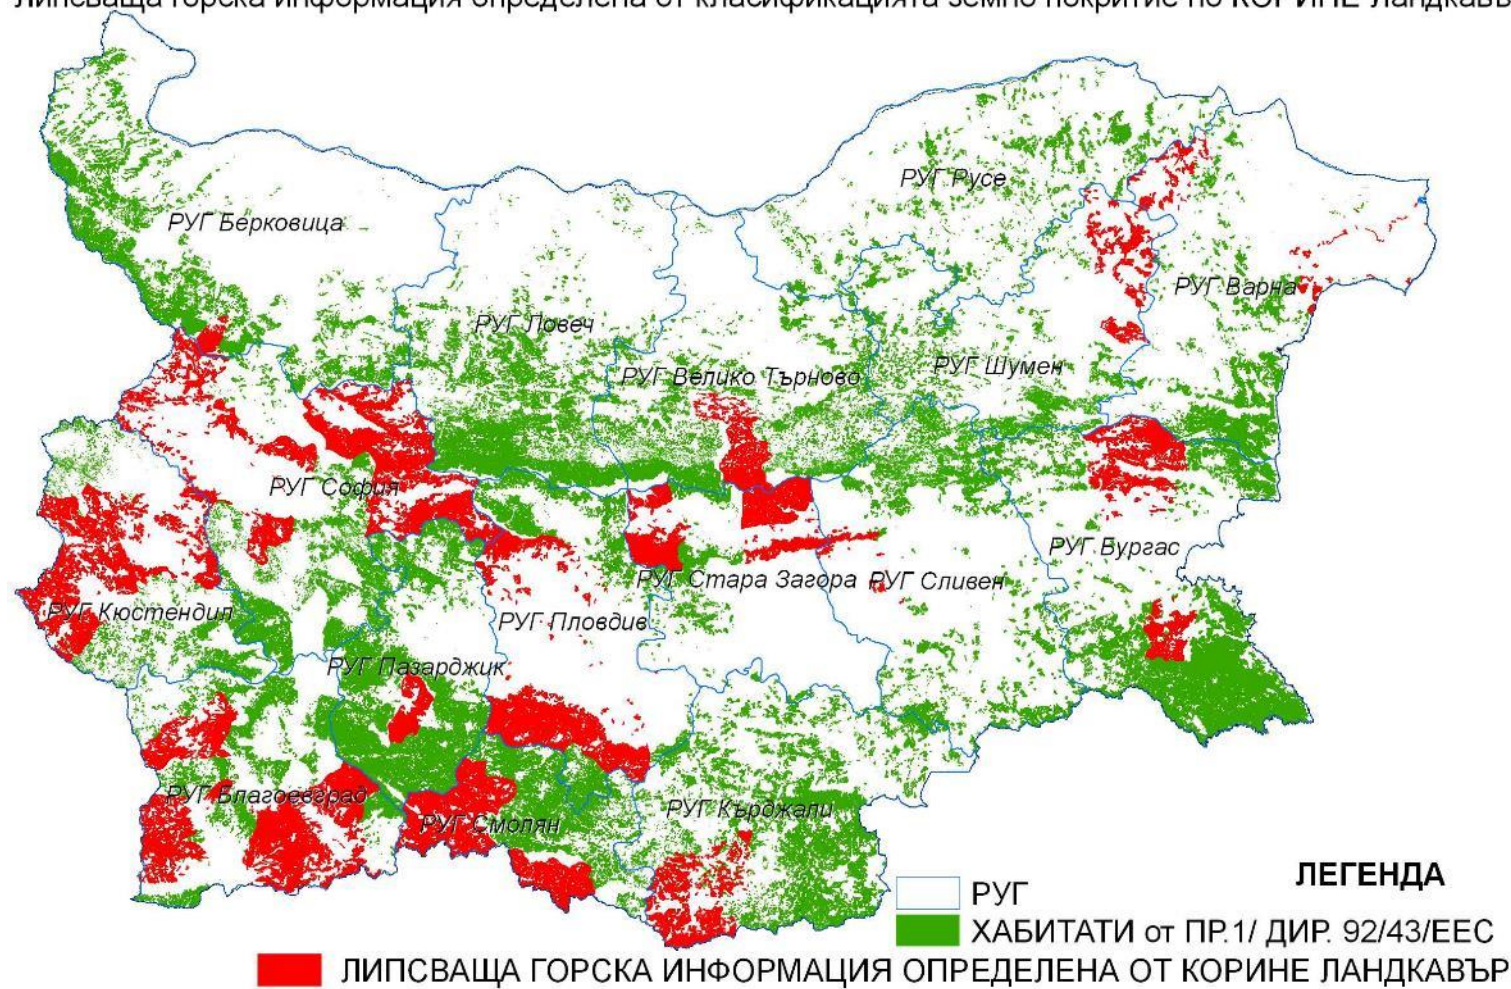 Липсваща горска информация определена от класификацията земно покритие по КОРИНЕ Ландкавър
РУГ Русе
РУГ Берковица
РУГ Варна
РУГ Ловеч
РУГ Шумен
РУГ Велико Търново
РУГ София
РУГ Бургас
РУГ Стара Загора
РУГ Сливен
РУГ Кюстендил
РУГ Пловдив
РУГ Пазарджик
РУГ Благоевград
РУГ Кърджали
РУГ Смолян
ЛЕГЕНДА
РУГ
ХАБИТАТИ от ПР.1/ ДИР. 92/43/ЕЕС
ЛИПСВАЩА ГОРСКА ИНФОРМАЦИЯ ОПРЕДЕЛЕНА ОТ КОРИНЕ ЛАНДКАВЪР